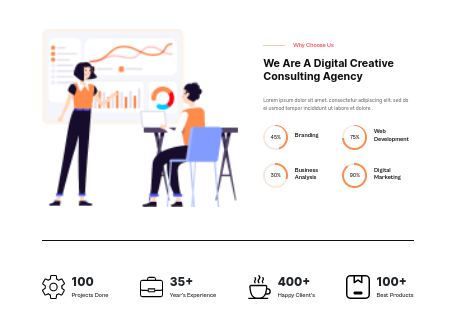 Why Choose Us
We Are A Digital Creative
Consulting Agency
Lorem ipsum dolor sit amet, consectetur adipiscing elit, sed do
ei usmod tempor incididunt ut labore et dolore .
45%
Branding
75%
Web
Development
30%
Business
Analysis
90%
Digital
Marketing
100
Projects Done
35+
Year's Experience
400+
Happy Client's
100+
Best Products